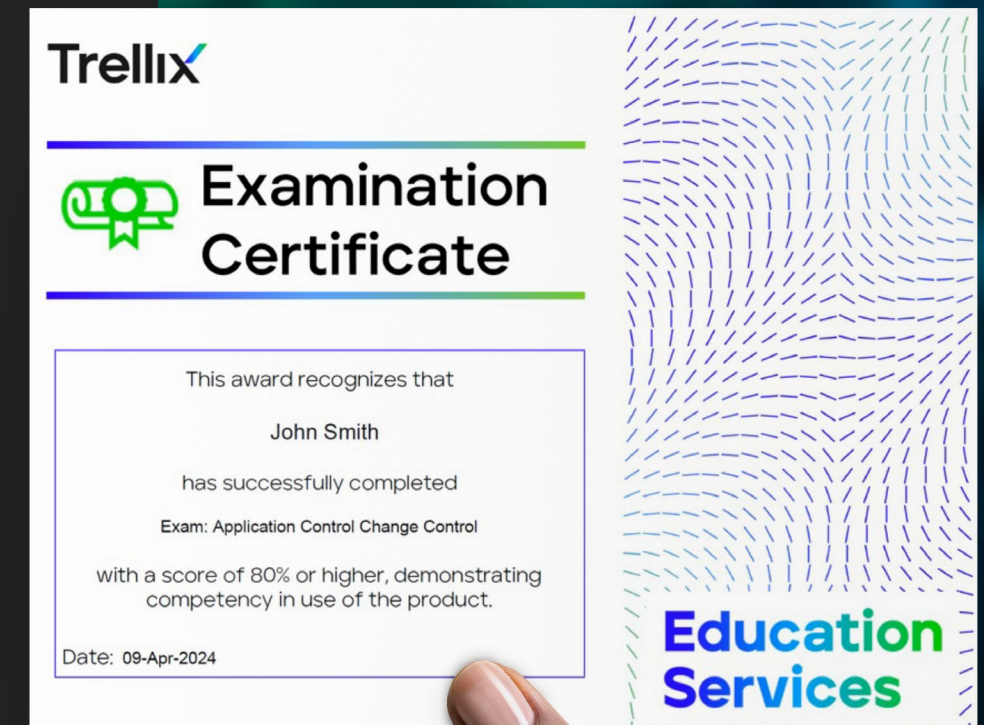 Trellix
Examination
Certificate
This award recognizes that
John Smith
has successfully completed
Exam: Application Control Change Control
with a score of 80% or higher, demonstrating
competency in use of the product.
Date: 09-Apr-2024
Education
Services